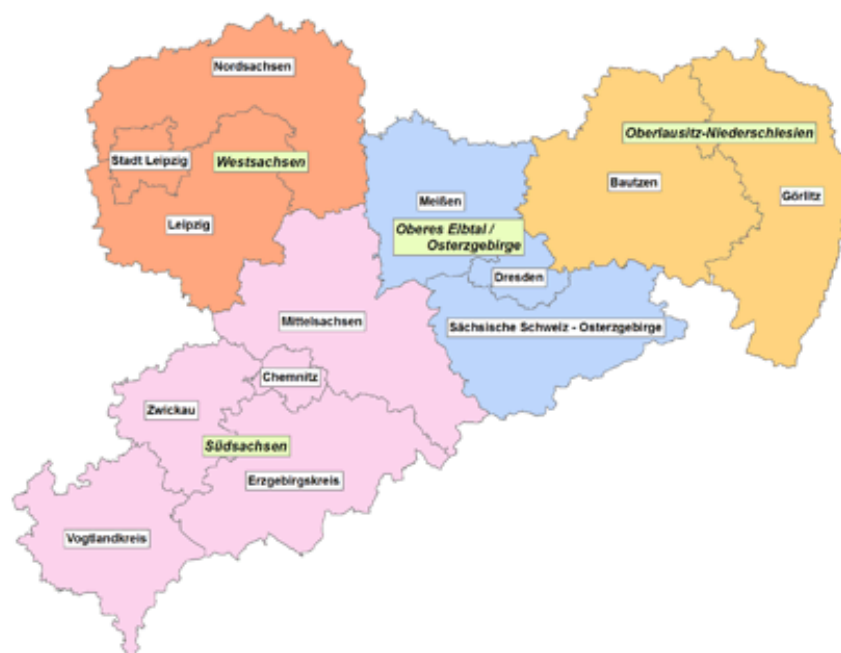 Nordsachsen
Oberlausitz-Niederschlesien
Stadt Leipzig
Westsachsen
Bautzen
Görlitz
Meißen
Leipzig
Oberes Elbtal /
Osterzgebirge
Dresden
Mittelsachsen
Sächsische Schweiz - Osterzgebirge
Chemnitz
Zwickau
Südsachsen
Erzgebirgskreis
Vogtlandkreis